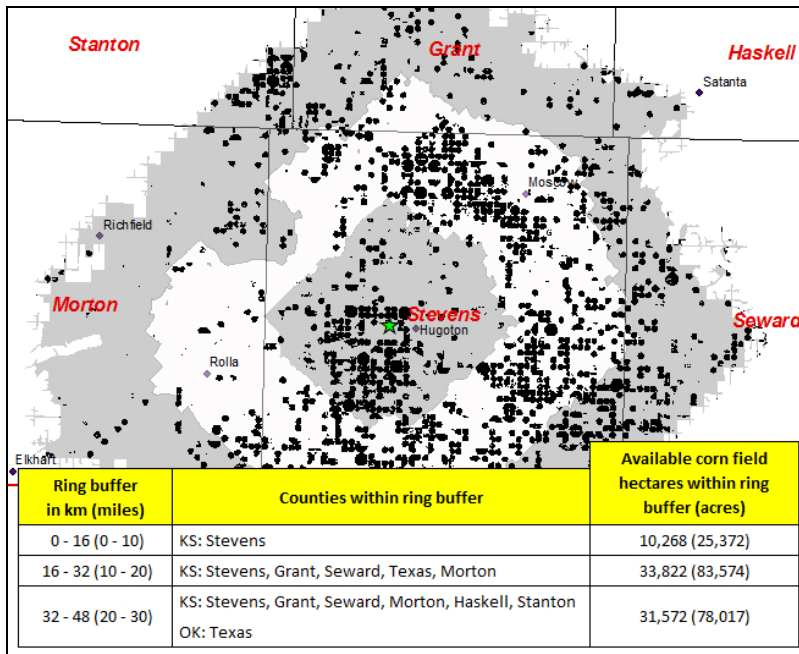 Stanton
Grant
Haskell
Satanta
Moscow
Richfield
Morton
Stevens
Hugoton
Seward
Rolla
Elkhart
Ring buffer in km (miles) | Counties within ring buffer | Available corn field hectares within ring buffer (acres)
0 - 16 (0 - 10) | KS: Stevens | 10,268 (25,372)
16 - 32 (10 - 20) | KS: Stevens, Grant, Seward, Texas, Morton | 33,822 (83,574)
32 - 48 (20 - 30) | KS: Stevens, Grant, Seward, Morton, Haskell, Stanton
OK: Texas | 31,572 (78,017)